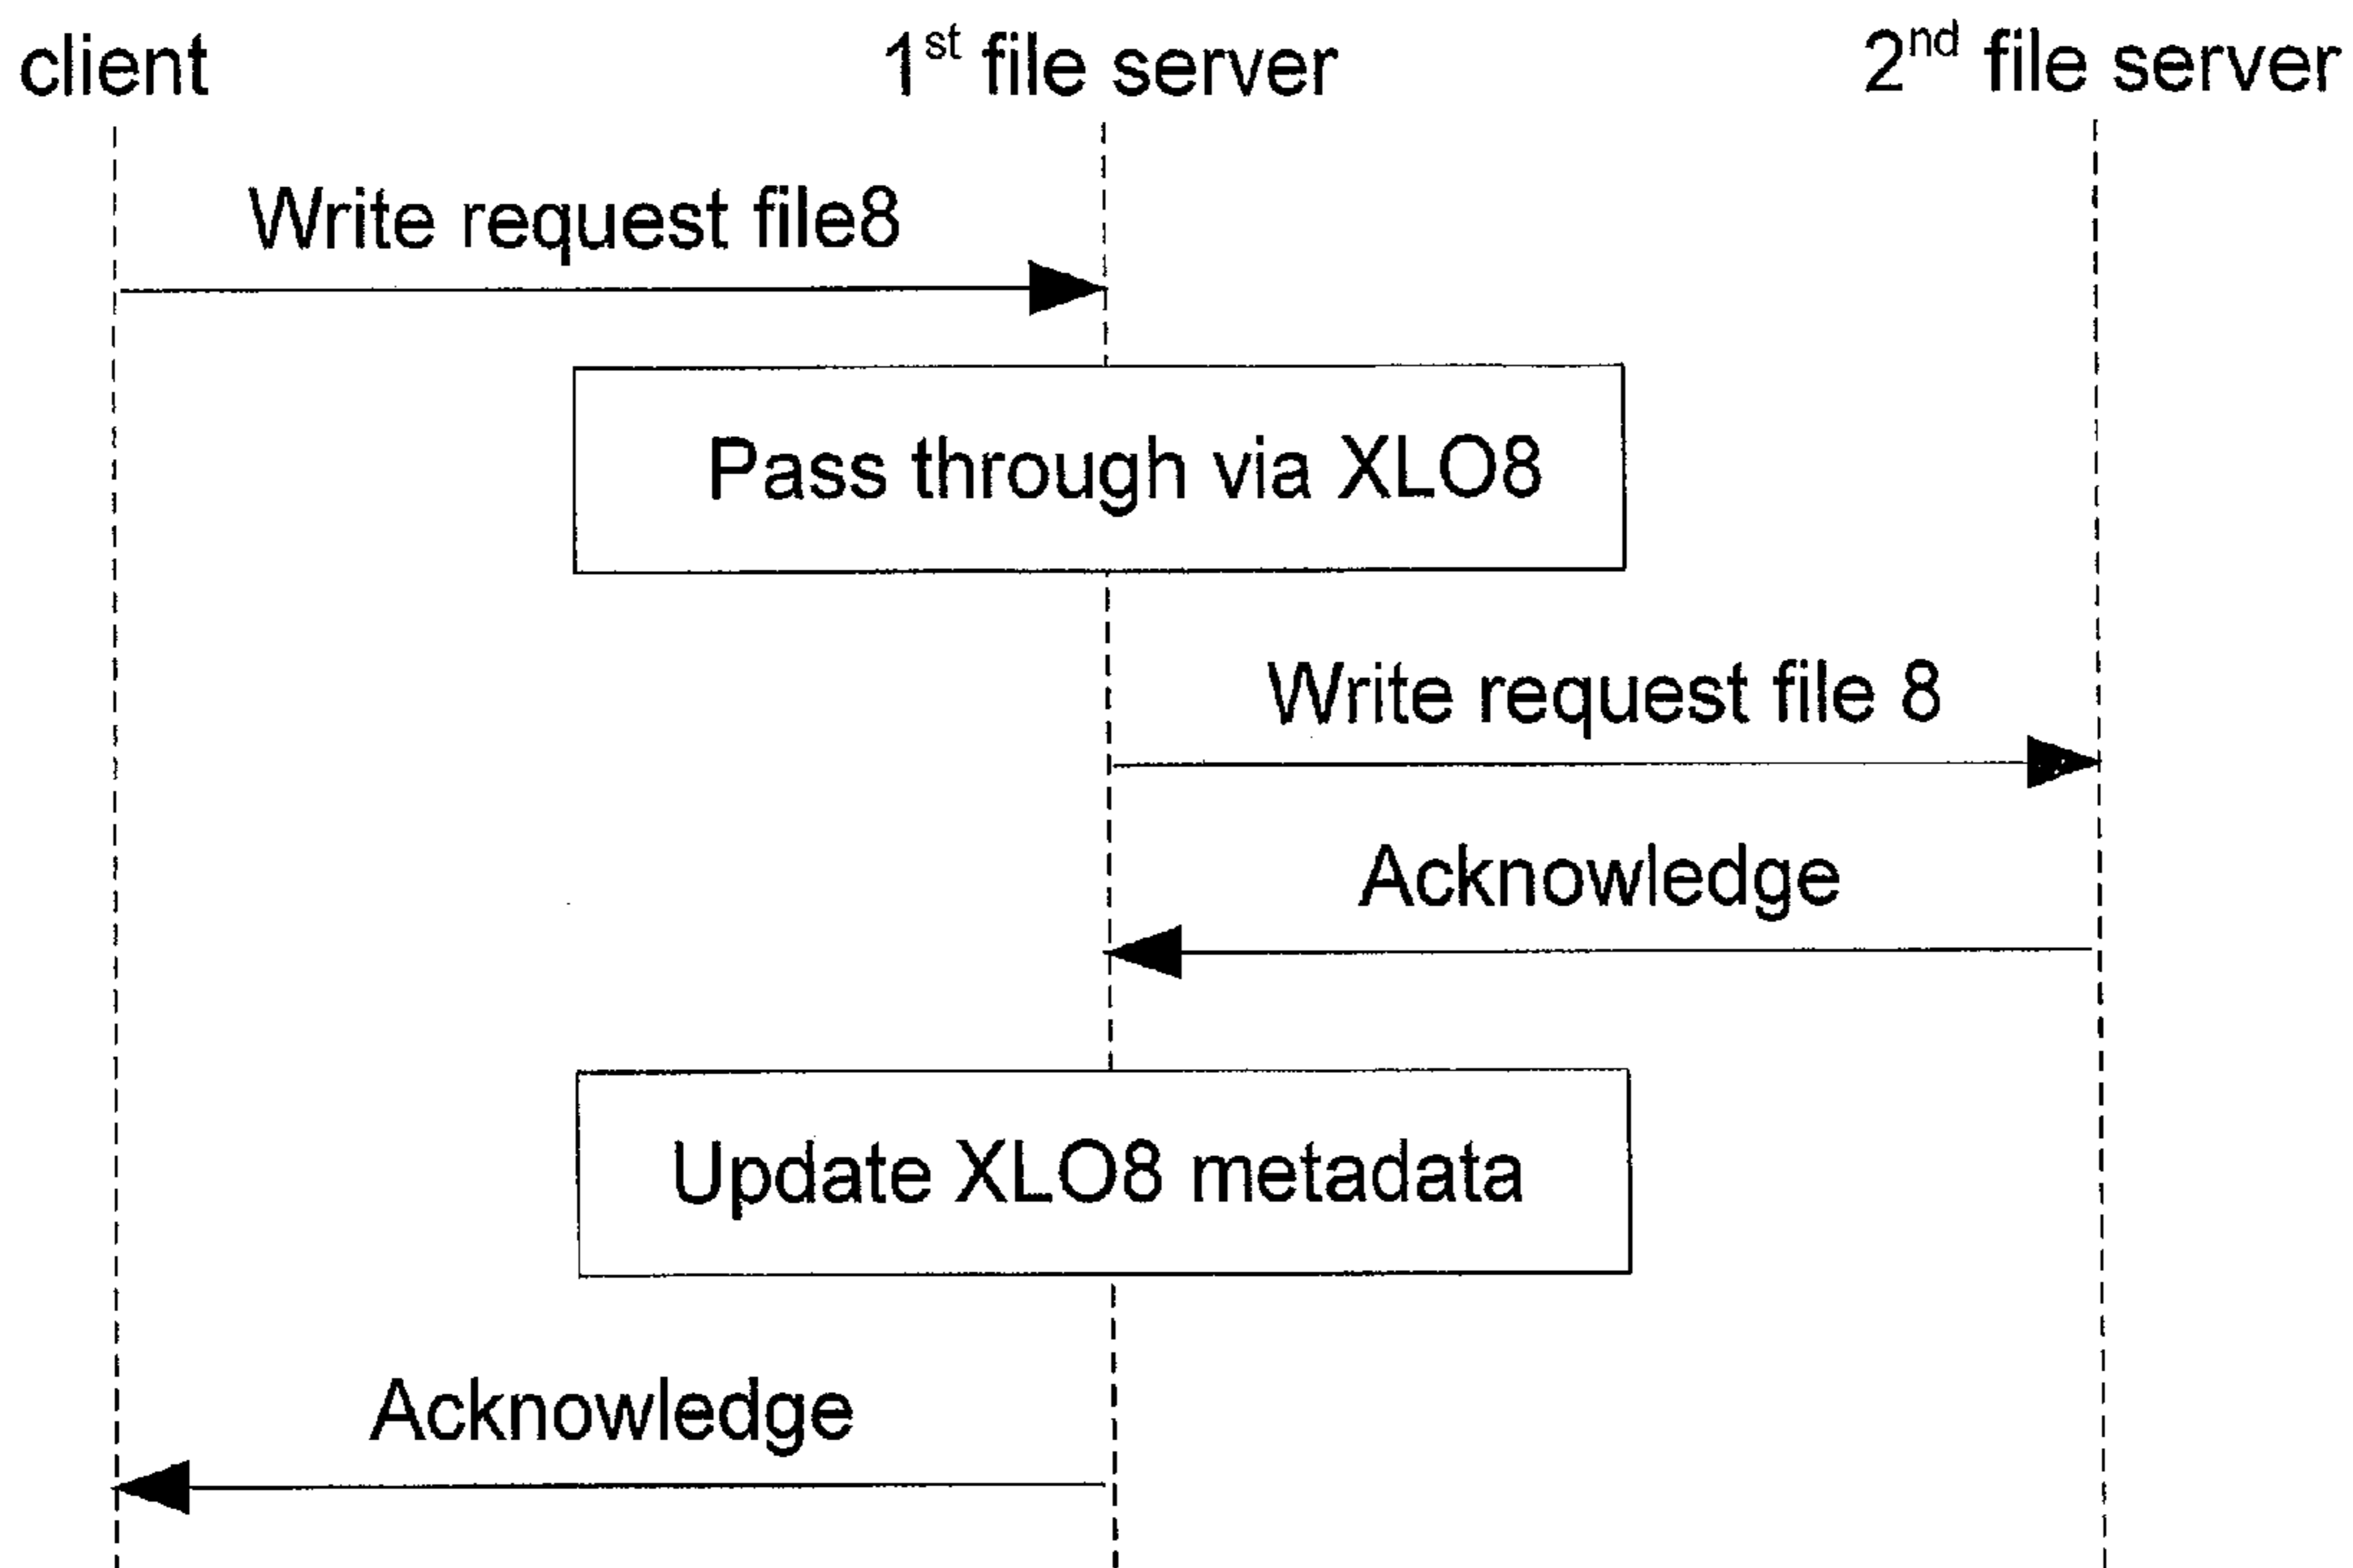 client 1st file server 2nd file server
Write request file8
Pass through via XLO8
Write request file 8
Acknowledge
Update XLO8 metadata
Acknowledge